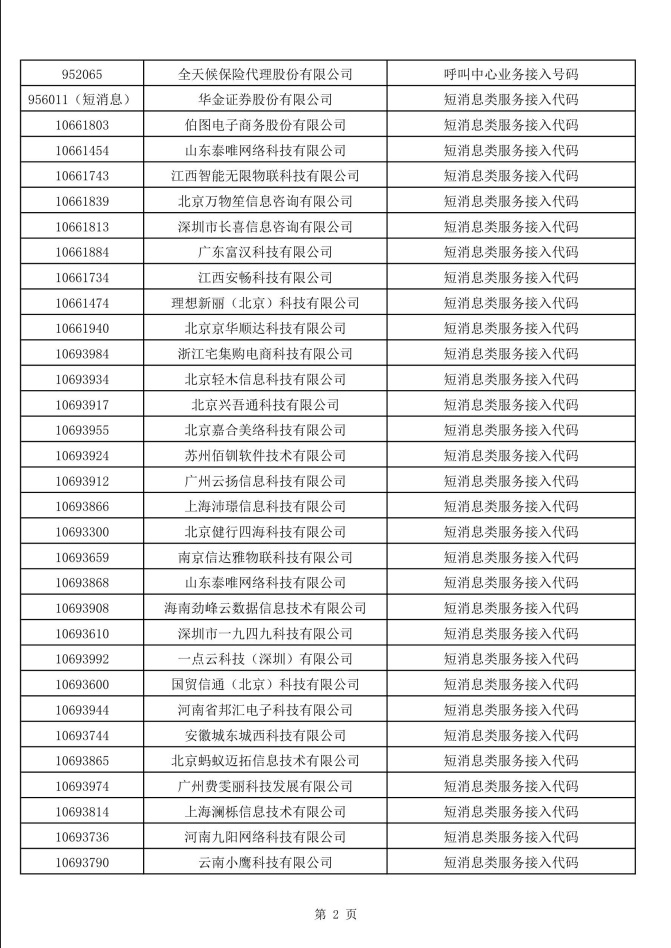 952065 全天候保险代理股份有限公司 呼叫中心业务接入号码
956011（短消息） 华金证券股份有限公司 短消息类服务接入代码
10661803 伯图电子商务股份有限公司 短消息类服务接入代码
10661454 山东泰唯网络科技有限公司 短消息类服务接入代码
10661743 江西智能无限物联科技有限公司 短消息类服务接入代码
10661839 北京万物笙信息咨询有限公司 短消息类服务接入代码
10661813 深圳市长喜信息咨询有限公司 短消息类服务接入代码
10661884 广东富汉科技有限公司 短消息类服务接入代码
10661734 江西安畅科技有限公司 短消息类服务接入代码
10661474 理想新丽（北京）科技有限公司 短消息类服务接入代码
10661940 北京京华顺达科技有限公司 短消息类服务接入代码
10693984 浙江宅集购电商科技有限公司 短消息类服务接入代码
10693934 北京轻木信息科技有限公司 短消息类服务接入代码
10693917 北京兴吾通科技有限公司 短消息类服务接入代码
10693955 北京嘉合美络科技有限公司 短消息类服务接入代码
10693924 苏州佰钏软件技术有限公司 短消息类服务接入代码
10693912 广州云扬信息科技有限公司 短消息类服务接入代码
10693866 上海沛璟信息科技有限公司 短消息类服务接入代码
10693300 北京健行四海科技有限公司 短消息类服务接入代码
10693659 南京信达雅物联科技有限公司 短消息类服务接入代码
10693868 山东泰唯网络科技有限公司 短消息类服务接入代码
10693908 海南劲峰云数据信息技术有限公司 短消息类服务接入代码
10693610 深圳市一九四九科技有限公司 短消息类服务接入代码
10693992 一点云科技（深圳）有限公司 短消息类服务接入代码
10693600 国贸信通（北京）科技有限公司 短消息类服务接入代码
10693944 河南省邦汇电子科技有限公司 短消息类服务接入代码
10693744 安徽城东城西科技有限公司 短消息类服务接入代码
10693865 北京蚂蚁迈拓信息技术有限公司 短消息类服务接入代码
10693974 广州费雯丽科技发展有限公司 短消息类服务接入代码
10693814 上海澜栎信息技术有限公司 短消息类服务接入代码
10693736 河南九阳网络科技有限公司 短消息类服务接入代码
10693790 云南小鹰科技有限公司 短消息类服务接入代码
第 2 页